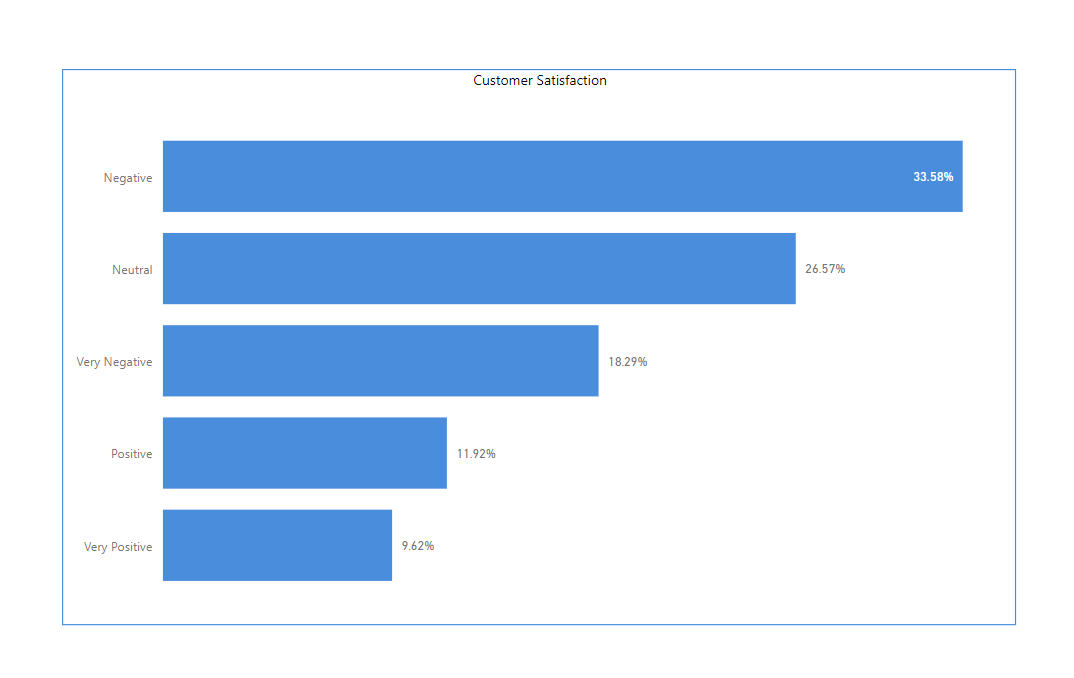 Customer Satisfaction
Negative 33.58%
Neutral 26.57%
Very Negative 18.29%
Positive 11.92%
Very Positive 9.62%